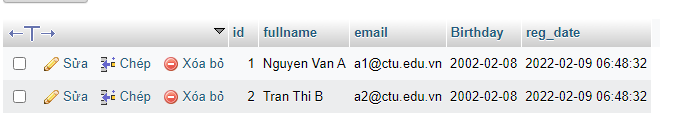 id fullname email Birthday reg_date
Sửa Chép Xóa bỏ 1 Nguyen Van A a1@ctu.edu.vn 2002-02-08 2022-02-09 06:48:32
Sửa Chép Xóa bỏ 2 Tran Thi B a2@ctu.edu.vn 2002-02-08 2022-02-09 06:48:32